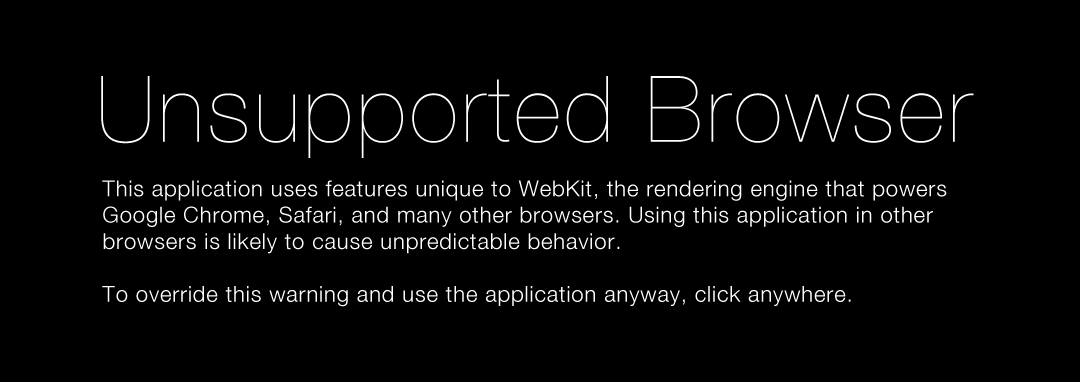 Unsupported Browser
This application uses features unique to WebKit, the rendering engine that powers
Google Chrome, Safari, and many other browsers. Using this application in other
browsers is likely to cause unpredictable behavior.
To override this warning and use the application anyway, click anywhere.